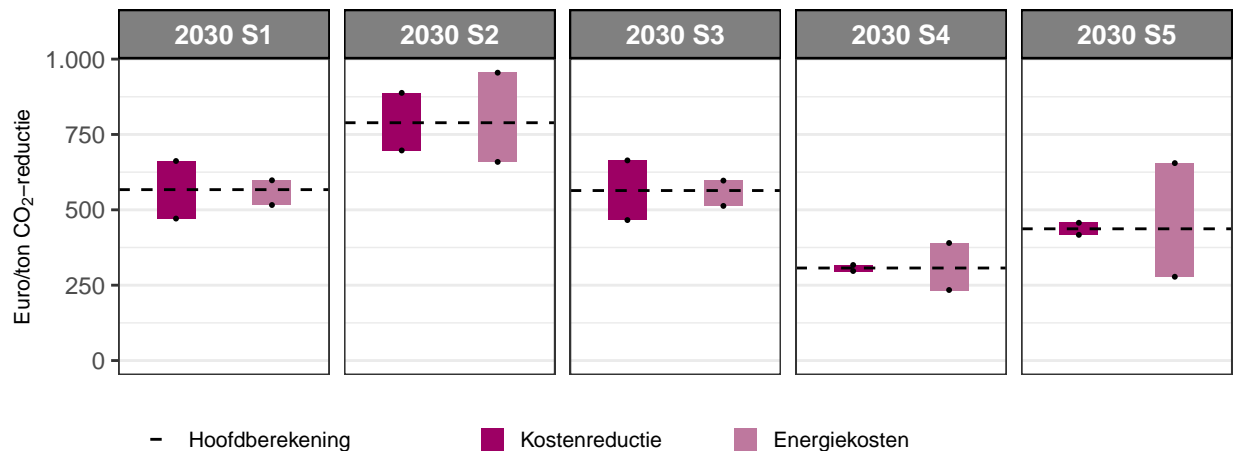 2030 S1 2030 S2 2030 S3 2030 S4 2030 S5
1.000
750
500
250
0
Euro/ton CO₂−reductie
Hoofdberekening Kostenreductie Energiekosten